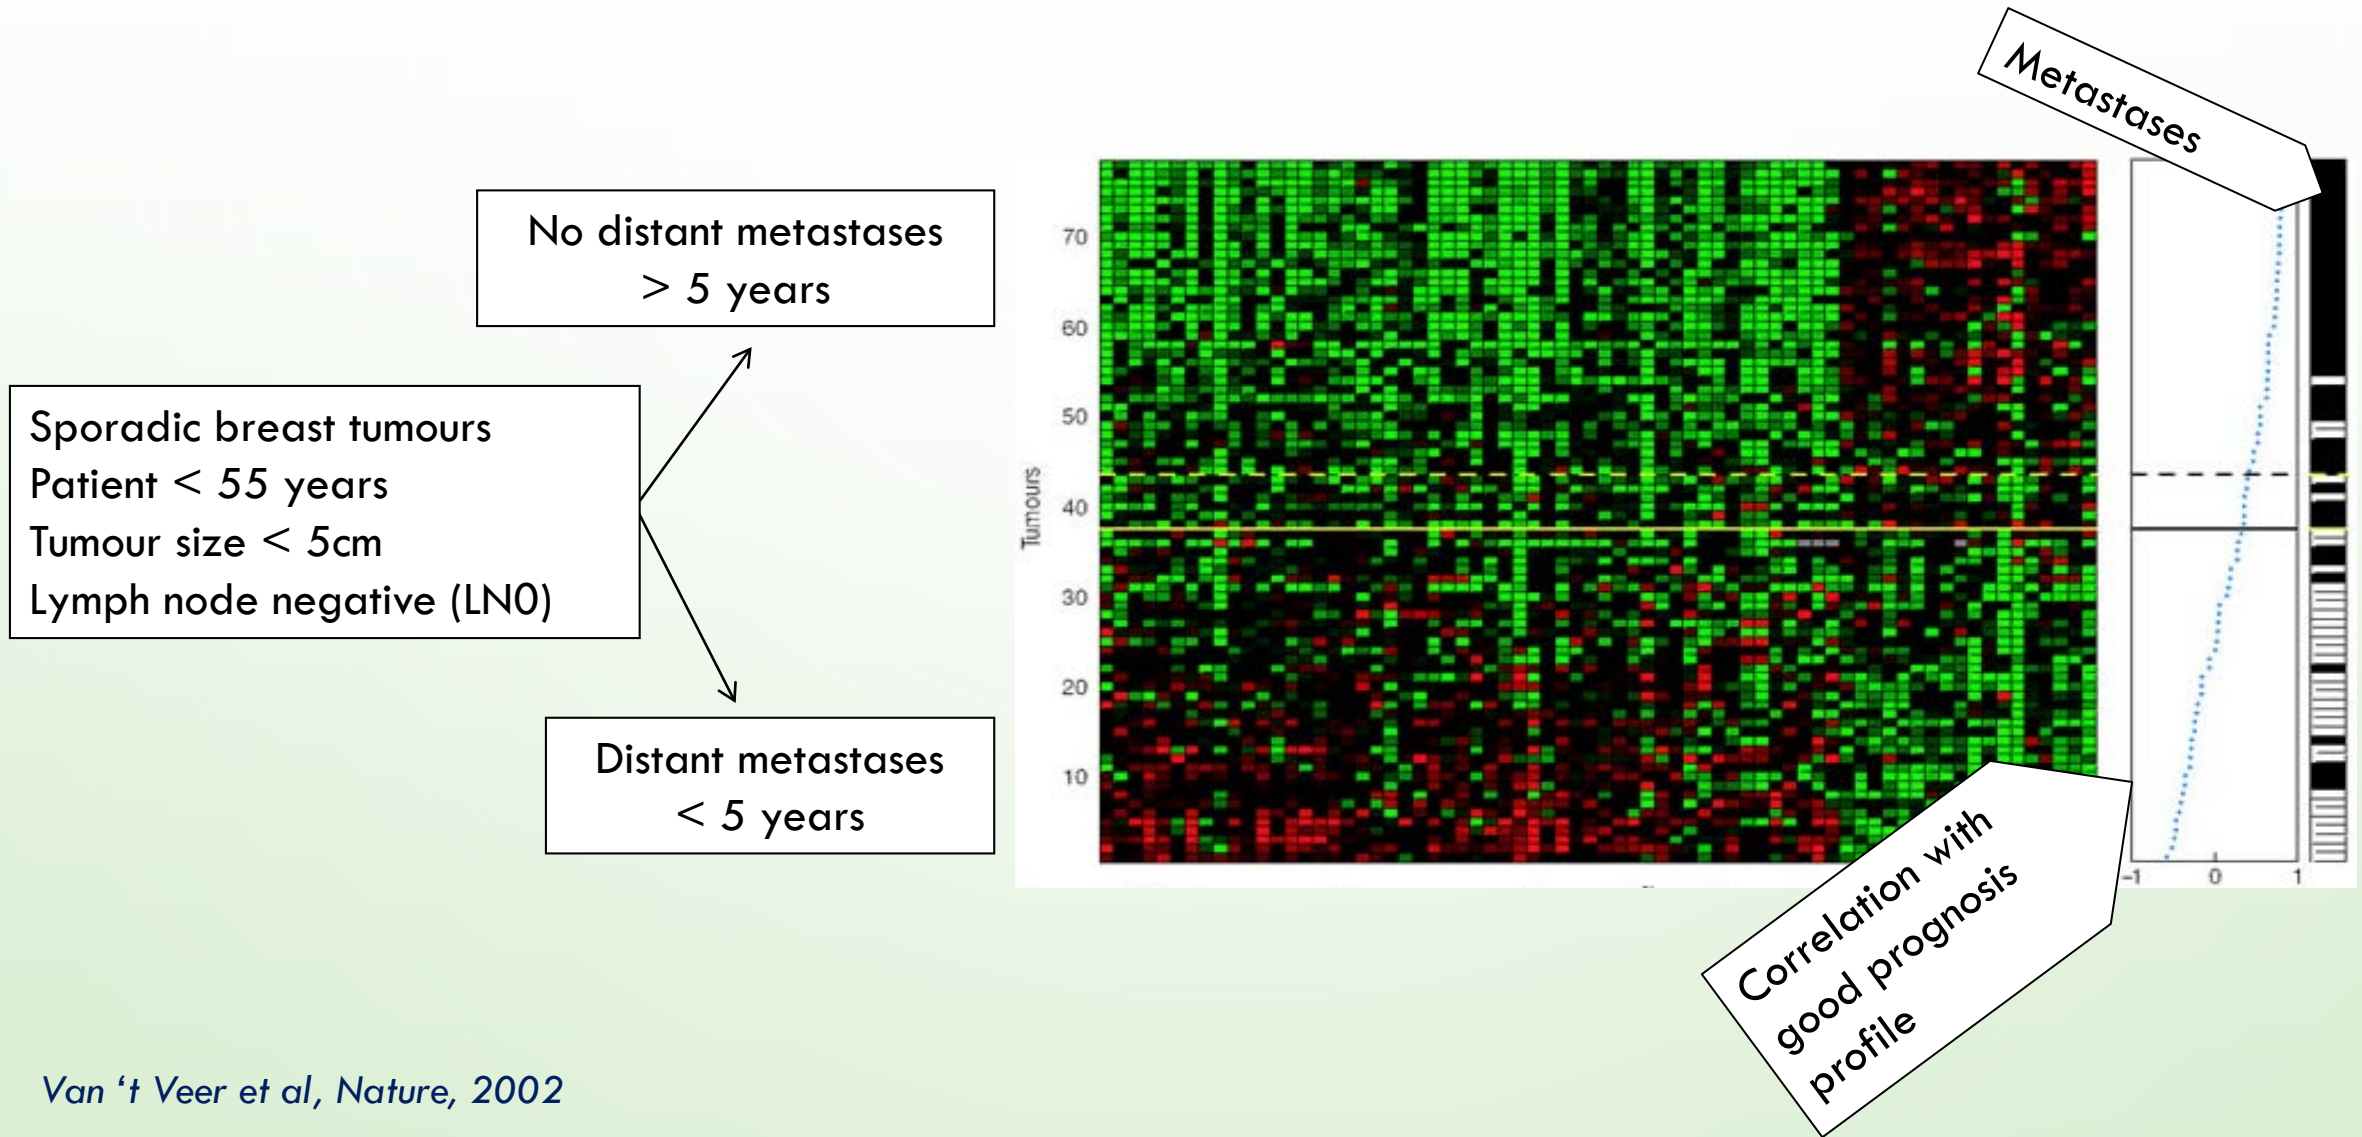 Metastases
No distant metastases
> 5 years
Sporadic breast tumours
Patient < 55 years
Tumour size < 5cm
Lymph node negative (LN0)
Distant metastases
< 5 years
Tumours
70
60
50
40
30
20
10
-1 0 1
Correlation with
good prognosis
profile
Van ‘t Veer et al, Nature, 2002